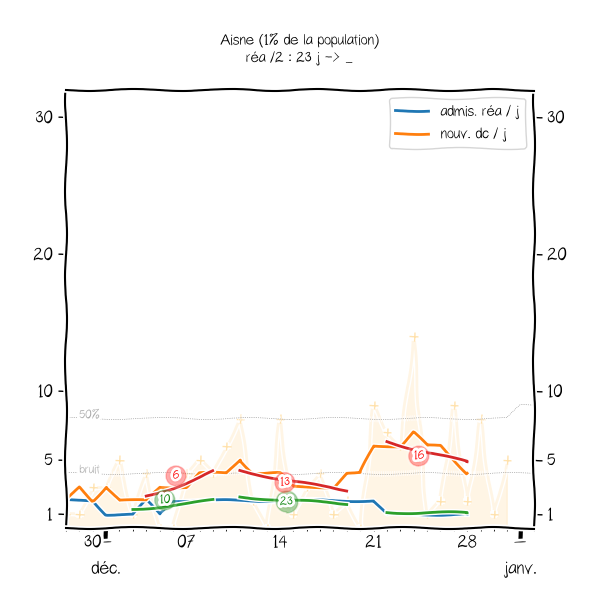 Aisne (1% de la population)
réa /2 : 23 j -> _
admis. réa / j
nouv. dc / j
30 30
20 20
10 10
50%
5 5
bruit
6
16
13
10
23
1 1
30 07 14 21 28
déc. janv.